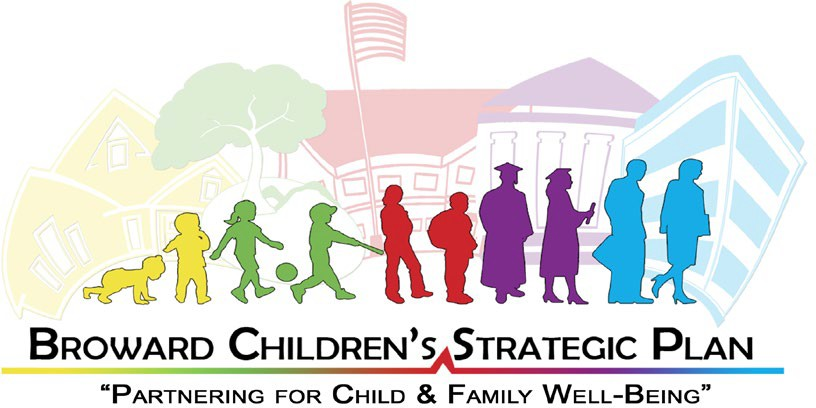 BROWARD CHILDREN'S STRATEGIC PLAN
"PARTNERING FOR CHILD & FAMILY WELL-BEING"